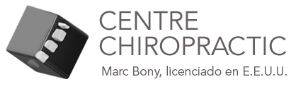 CENTRE
CHIROPRACTIC
Marc Bony, licenciado en E.E.U.U.